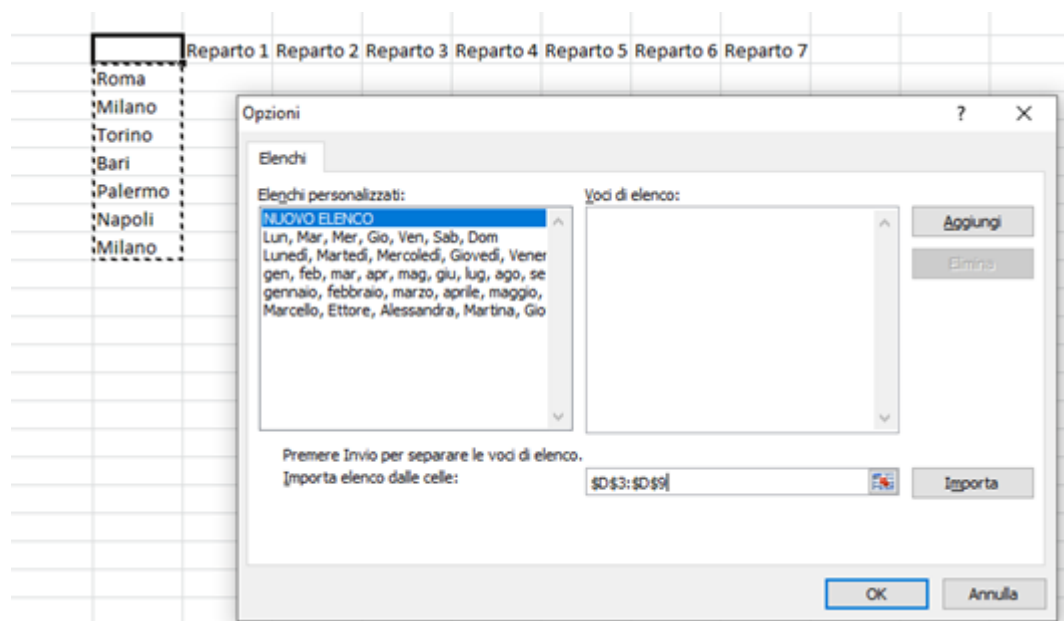 Reparto 1 Reparto 2 Reparto 3 Reparto 4 Reparto 5 Reparto 6 Reparto 7
Roma
Milano
Torino
Bari
Palermo
Napoli
Milano
Opzioni ? X
Elenchi
Elenchi personalizzati:
NUOVO ELENCO
Lun, Mar, Mer, Gio, Ven, Sab, Dom
Lunedì, Martedì, Mercoledì, Giovedì, Vener
gen, feb, mar, apr, mag, giu, lug, ago, se
gennaio, febbraio, marzo, aprile, maggio,
Marcello, Ettore, Alessandra, Martina, Gio
Voci di elenco:
Aggiungi
Elimina
Premere Invio per separare le voci di elenco.
Importa elenco dalle celle:
$D$3:$D$9
Importa
OK
Annulla